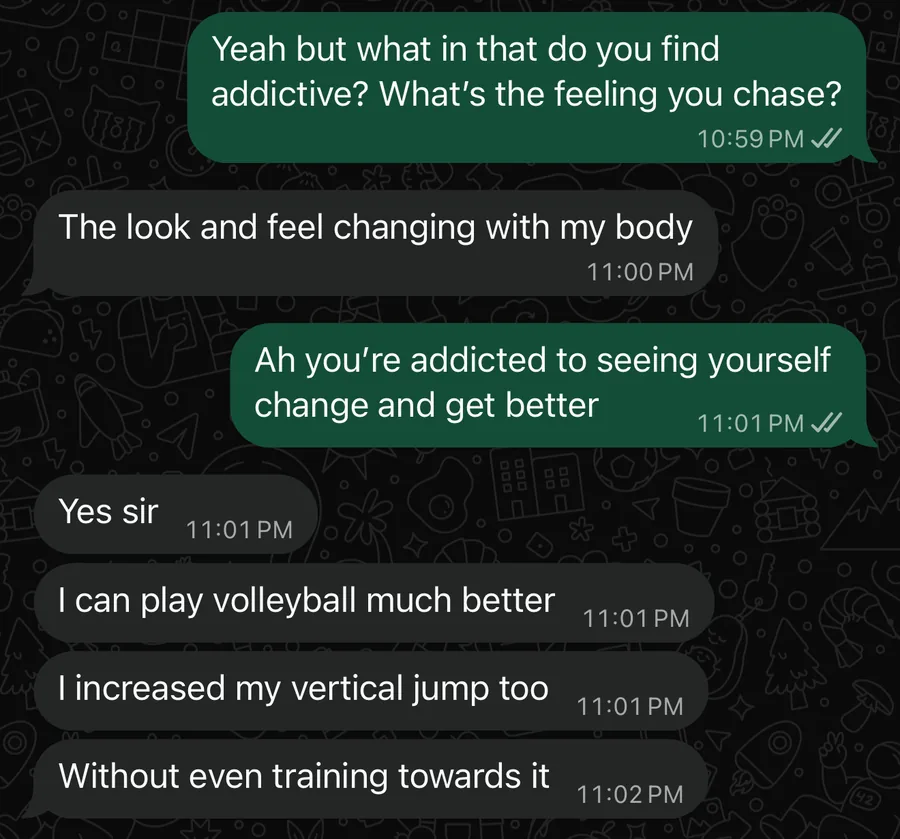 Yeah but what in that do you find
addictive? What’s the feeling you chase?
10:59 PM
The look and feel changing with my body
11:00 PM
Ah you’re addicted to seeing yourself
change and get better
11:01 PM
Yes sir
11:01 PM
I can play volleyball much better
11:01 PM
I increased my vertical jump too
11:01 PM
Without even training towards it
11:02 PM